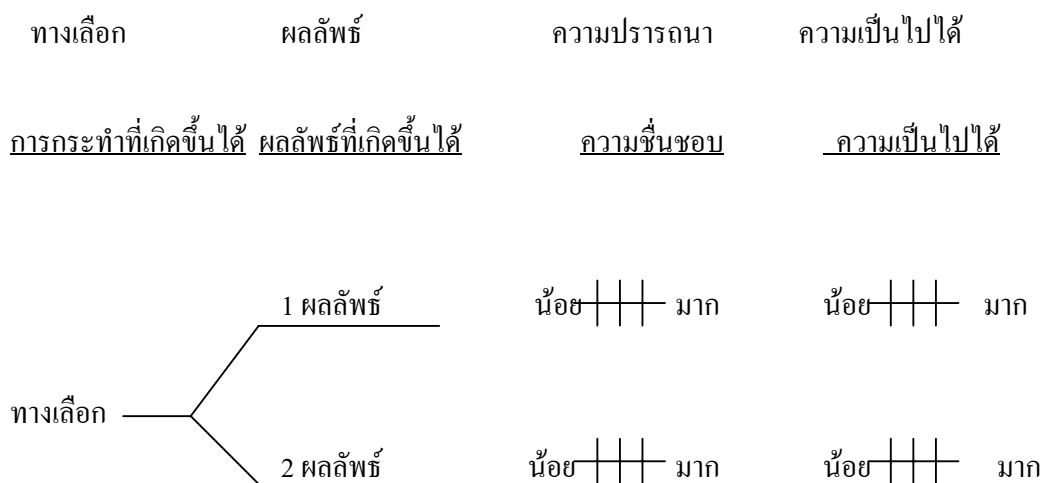 ทางเลือก ผลลัพธ์ ความปรารถนา ความเป็นไปได้
การกระทำที่เกิดขึ้นได้ ผลลัพธ์ที่เกิดขึ้นได้ ความชื่นชอบ ความเป็นไปได้
1 ผลลัพธ์ น้อย มาก น้อย มาก
ทางเลือก
2 ผลลัพธ์ น้อย มาก น้อย มาก